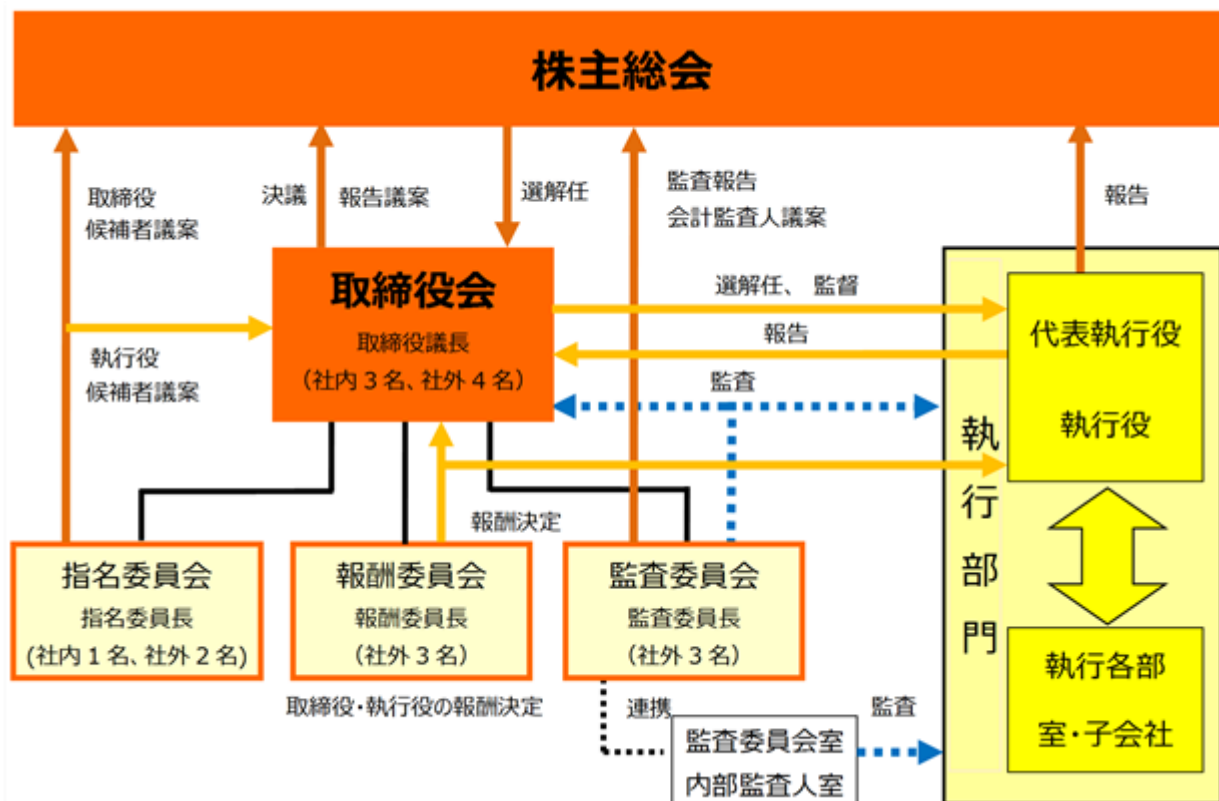 株主総会
取締役
候補者議案
決議
報告議案
選解任
監査報告
会計監査人議案
報告
取締役会
取締役議長
（社内3名、社外4名）
執行役
候補者議案
選解任、監督
報告
監査
代表執行役
執行役
執行部門
報酬決定
指名委員会
指名委員長
(社内1名、社外2名)
報酬委員会
報酬委員長
（社外3名）
監査委員会
監査委員長
（社外3名）
取締役・執行役の報酬決定
連携
監査委員会室
内部監査人室
監査
執行各部
室・子会社